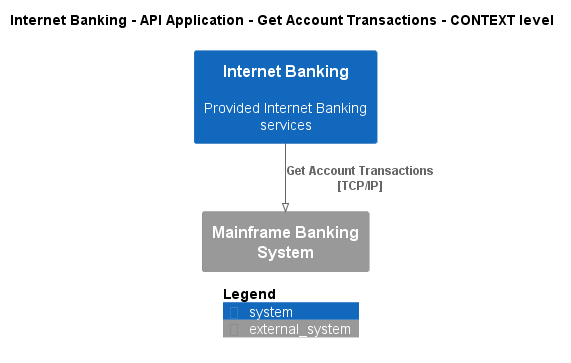 Internet Banking - API Application - Get Account Transactions - CONTEXT level
Internet Banking
Provided Internet Banking
services
Get Account Transactions
[TCP/IP]
Mainframe Banking
System
Legend
system
external_system